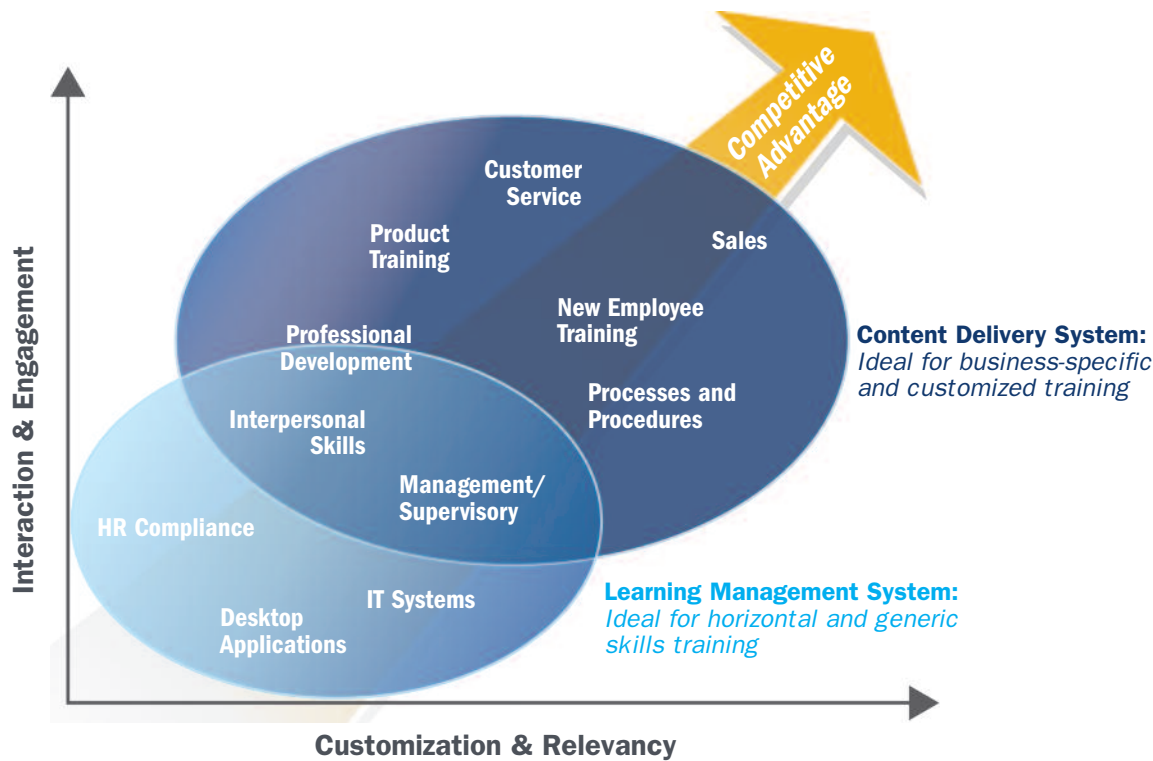 Competitive
Advantage
Customer
Service
Product
Training
Sales
New Employee
Training
Professional
Development
Content Delivery System:
Ideal for business-specific
and customized training
Processes and
Procedures
Interpersonal
Skills
Management/
Supervisory
HR Compliance
IT Systems
Desktop
Applications
Learning Management System:
Ideal for horizontal and generic
skills training
Interaction & Engagement
Customization & Relevancy